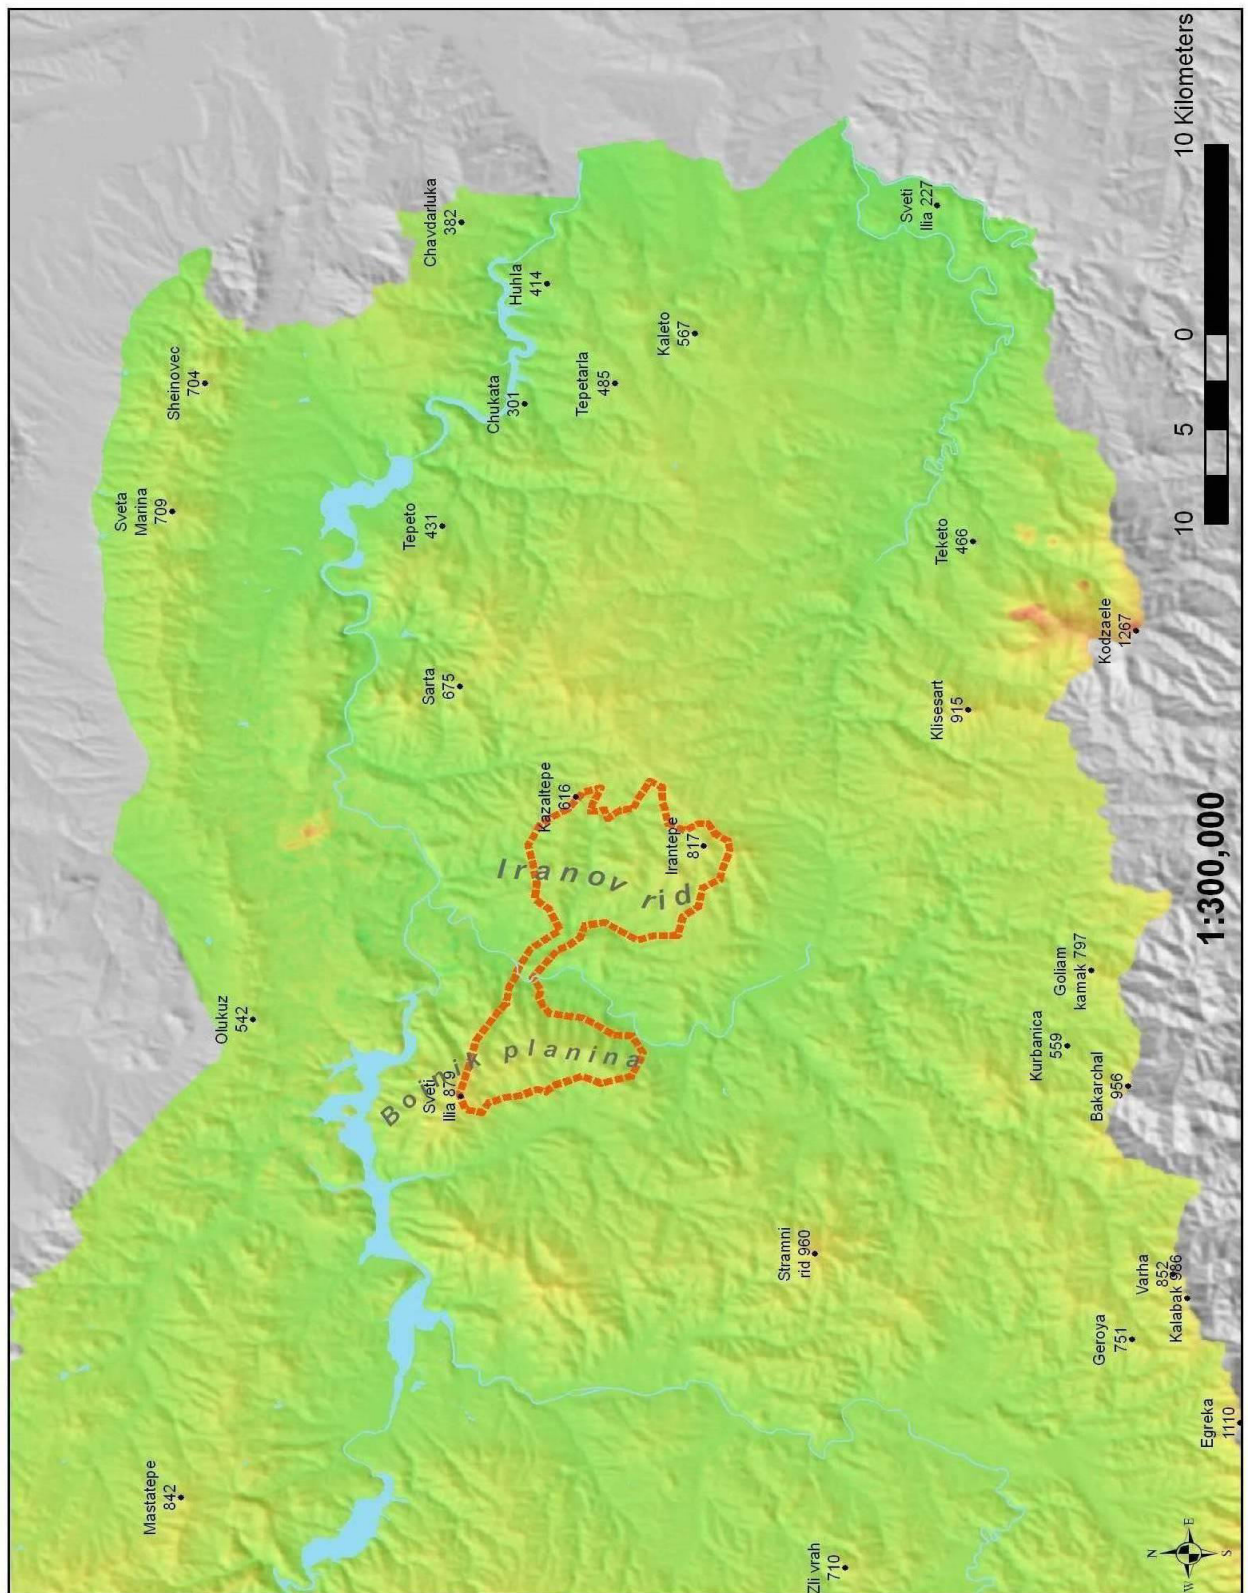 Sveta
Marina
709
Mastatepe
842
Sheinovec
704
Olukuz
542
Boinik planina
Tepeto
431
Sveti
Ilia 879
Sarta
675
Chavdarluka
382
Chukata
301
Iranov
rid
Huhla
414
Kazaltepe
616
Tepetarla
485
Kaleto
567
Irantepe
817
Stramni
rid 960
Zli vrah
710
Sveti
Ilia 227
Klisesart
915
Teketo
466
Kurbanica
559
Goliam
kamak 797
Bakarchal
956
Geroya
751
Kodzaele
1267
Varha
852
Kalabak 986
Egreka
1110
N
W E
S
1:300,000
10 5 0 10 Kilometers